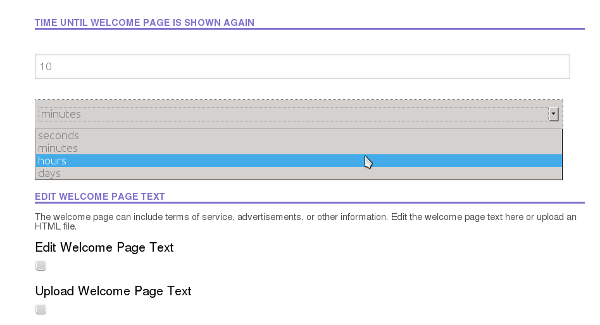 TIME UNTIL WELCOME PAGE IS SHOWN AGAIN
10
minutes
seconds
minutes
hours
days
EDIT WELCOME PAGE TEXT
The welcome page can include terms of service, advertisements, or other information. Edit the welcome page text here or upload an
HTML file.
Edit Welcome Page Text
Upload Welcome Page Text